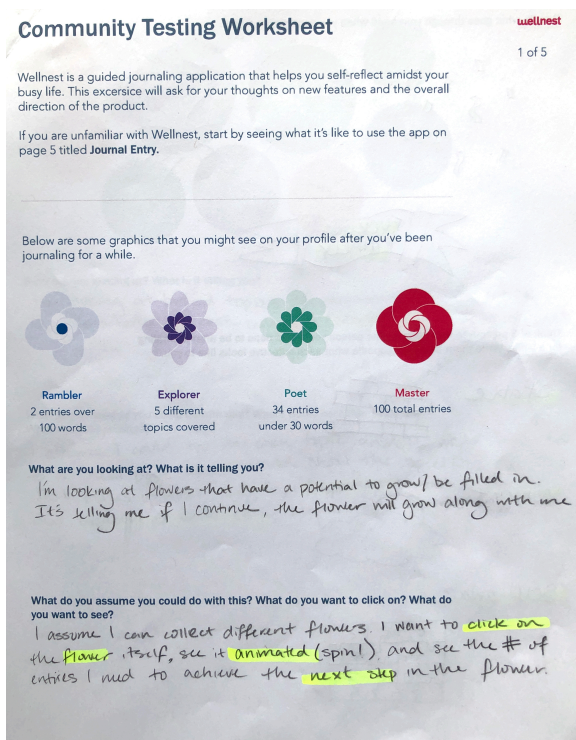 Community Testing Worksheet
wellnest
1 of 5
Wellnest is a guided journaling application that helps you self-reflect amidst your
busy life. This excersice will ask for your thoughts on new features and the overall
direction of the product.
If you are unfamiliar with Wellnest, start by seeing what it's like to use the app on
page 5 titled Journal Entry.
Below are some graphics that you might see on your profile after you've been
journaling for a while.
Rambler
2 entries over
100 words
Explorer
5 different
topics covered
Poet
34 entries
under 30 words
Master
100 total entries
What are you looking at? What is it telling you?
I'm looking at flowers that have a potential to grow/be filled in.
It's telling me if I continue, the flower will grow along with me
What do you assume you could do with this? What do you want to click on? What do
you want to see?
I assume I can collect different flowers. I want to click on
the flower itself, see it animated (spin!) and see the # of
entires I need to achieve the next step in the flower.